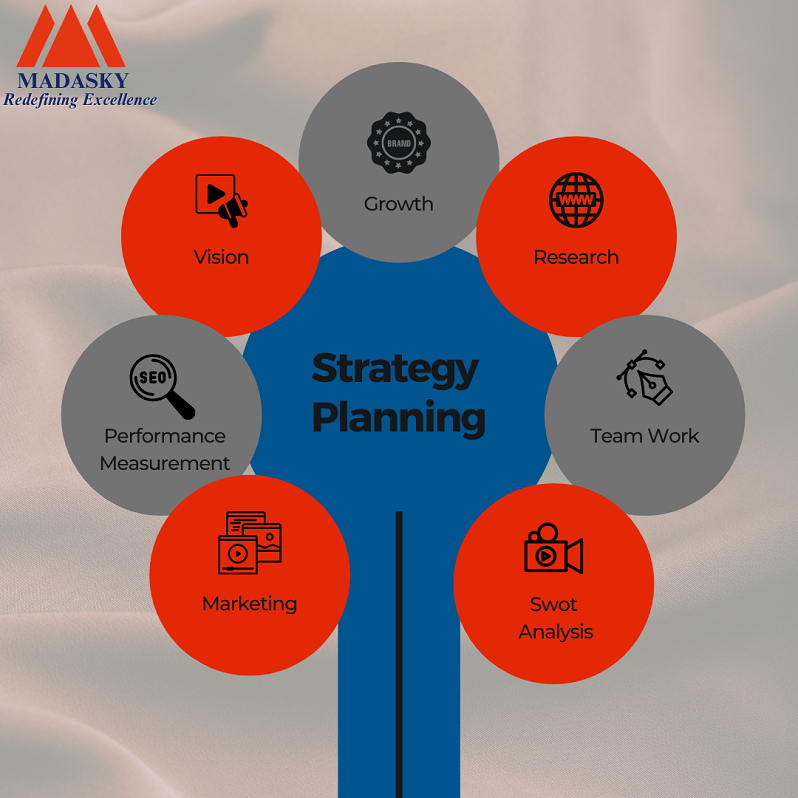 MADASKY
Redefining Excellence
BRAND
Growth
Vision
WWW
Research
Strategy
Planning
SEO
Performance
Measurement
Team Work
Marketing
Swot
Analysis